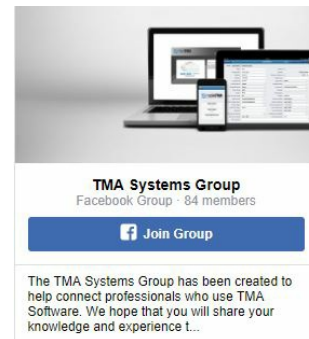 TMA Systems Group
Facebook Group · 84 members
Join Group
The TMA Systems Group has been created to
help connect professionals who use TMA
Software. We hope that you will share your
knowledge and experience t...